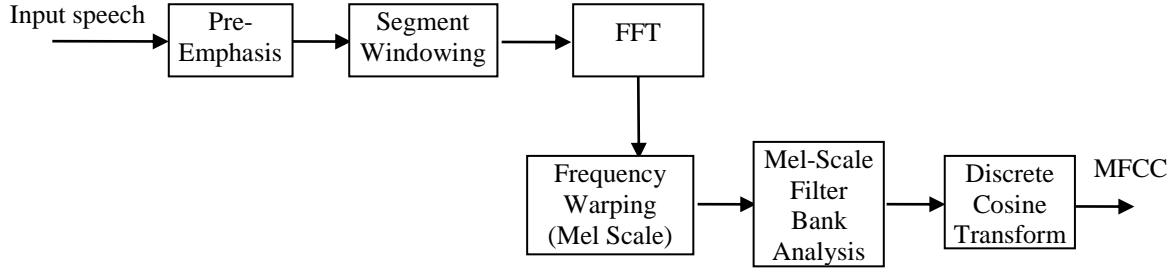 Input speech
Pre-
Emphasis
Segment
Windowing
FFT
Frequency
Warping
(Mel Scale)
Mel-Scale
Filter
Bank
Analysis
Discrete
Cosine
Transform
MFCC